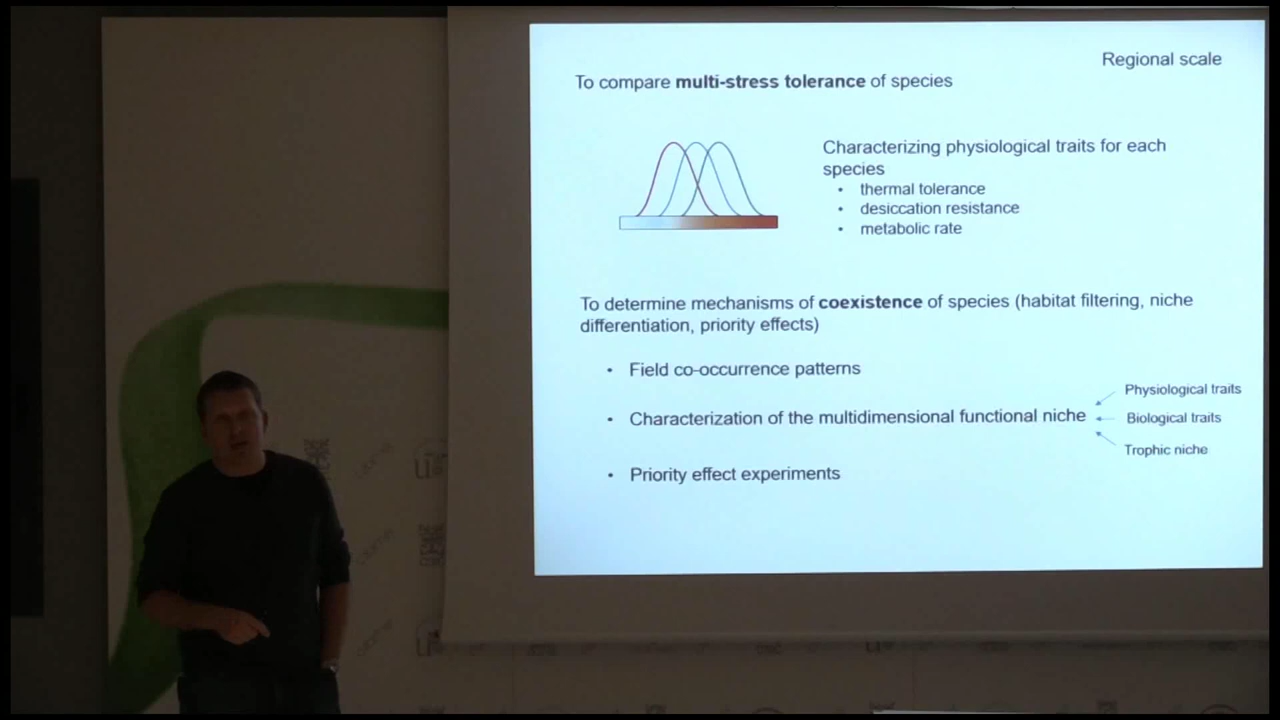 Regional scale
To compare multi-stress tolerance of species
Characterizing physiological traits for each
species
• thermal tolerance
• desiccation resistance
• metabolic rate
To determine mechanisms of coexistence of species (habitat filtering, niche
differentiation, priority effects)
• Field co-occurrence patterns
• Characterization of the multidimensional functional niche
Physiological traits
Biological traits
Trophic niche
• Priority effect experiments